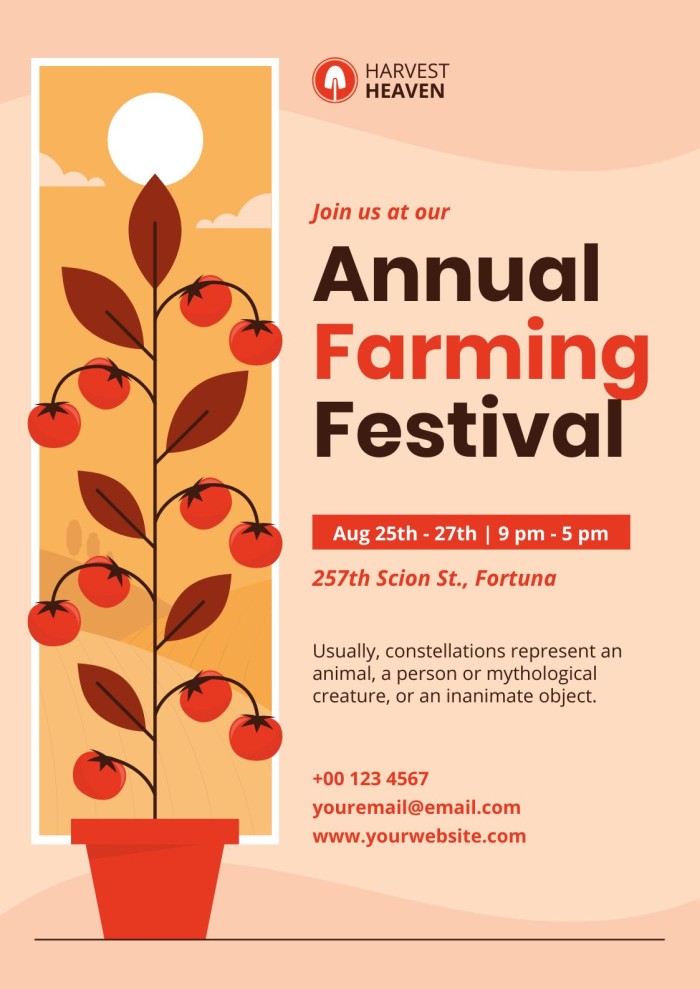 HARVEST
HEAVEN
Join us at our
Annual
Farming
Festival
Aug 25th - 27th | 9 pm - 5 pm
257th Scion St., Fortuna
Usually, constellations represent an
animal, a person or mythological
creature, or an inanimate object.
+00 123 4567
youremail@email.com
www.yourwebsite.com